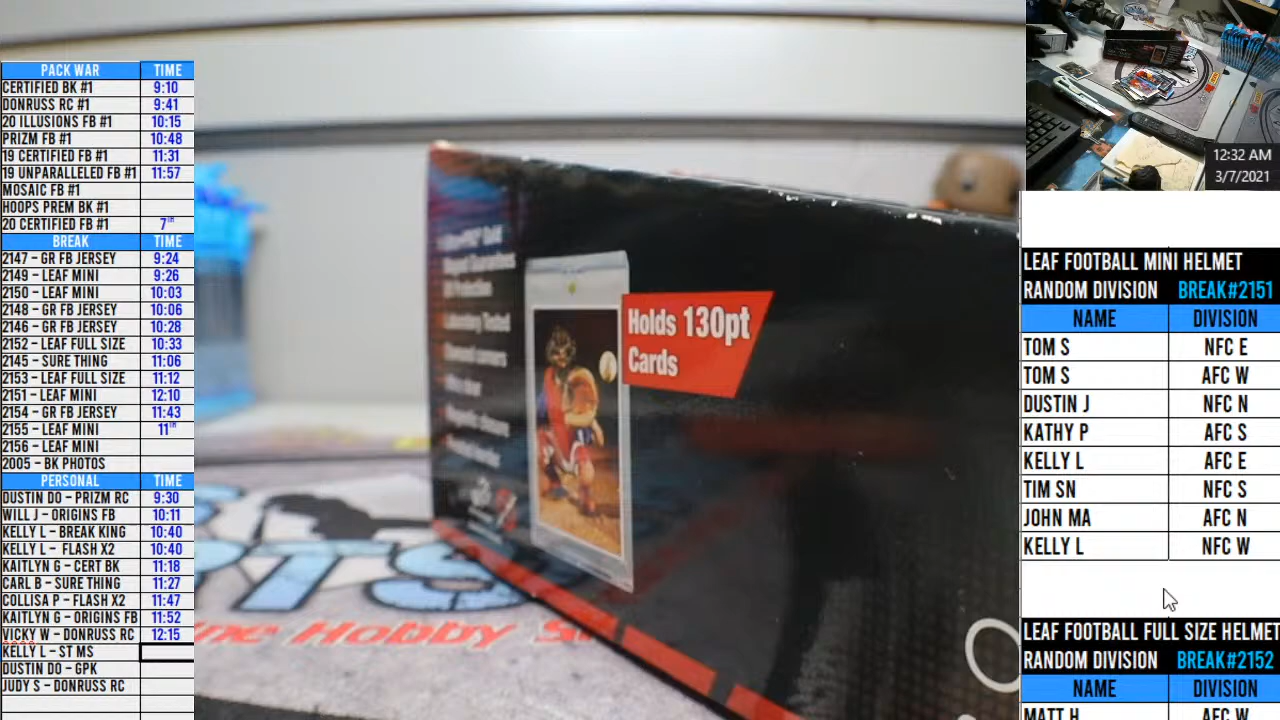 PACK WAR TIME
CERTIFIED BK #1 9:10
DONRUSS RC #1 9:41
20 ILLUSIONS FB #1 10:15
PRIZM FB #1 10:48
19 CERTIFIED FB #1 11:31
19 UNPARALLELED FB #1 11:57
MOSAIC FB #1
HOOPS PREM BK #1
20 CERTIFIED FB #1 7TH
BREAK TIME
2147 – GR FB JERSEY 9:24
2149 – LEAF MINI 9:26
2150 – LEAF MINI 10:03
2148 – GR FB JERSEY 10:06
2146 – GR FB JERSEY 10:28
2152 – LEAF FULL SIZE 10:33
2145 – SURE THING 11:06
2153 – LEAF FULL SIZE 11:12
2151 – LEAF MINI 12:10
2154 – GR FB JERSEY 11:43
2155 – LEAF MINI 11TH
2156 – LEAF MINI
2005 – BK PHOTOS
PERSONAL TIME
DUSTIN DO – PRIZM RC 9:30
WILL J – ORIGINS FB 10:11
KELLY L – BREAK KING 10:40
KELLY L – FLASH X2 10:40
KAITLYN G – CERT BK 11:18
CARL B – SURE THING 11:27
COLLISA P – FLASH X2 11:47
KAITLYN G – ORIGINS FB 11:52
VICKY W – DONRUSS RC 12:15
KELLY L – ST MS
DUSTIN DO – GPK
JUDY S – DONRUSS RC
Holds 130pt
Cards
PTS
Hobby
12:32 AM
3/7/2021
LEAF FOOTBALL MINI HELMET
RANDOM DIVISION BREAK#2151
NAME DIVISION
TOM S NFC E
TOM S AFC W
DUSTIN J NFC N
KATHY P AFC S
KELLY L AFC E
TIM SN NFC S
JOHN MA AFC N
KELLY L NFC W
LEAF FOOTBALL FULL SIZE HELMET
RANDOM DIVISION BREAK#2152
NAME DIVISION
MATT H AFC W